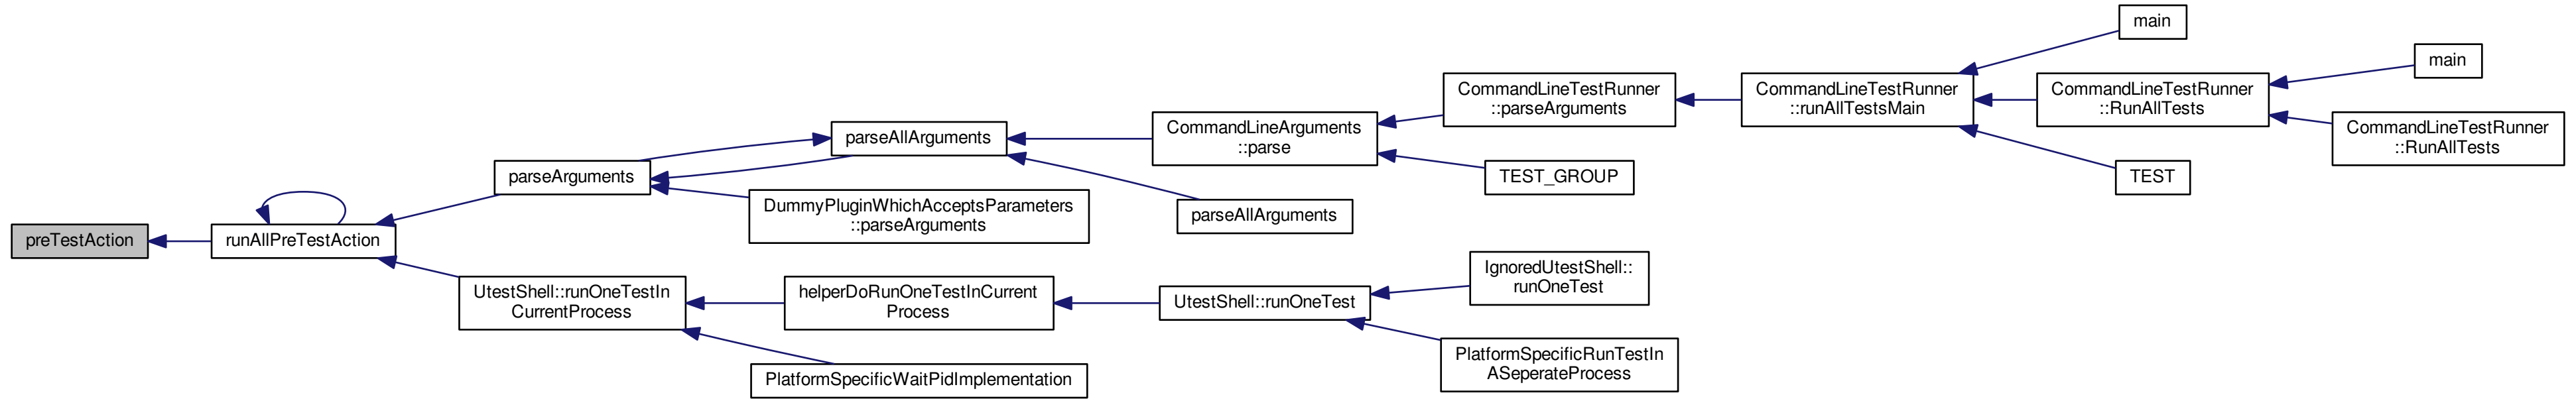 preTestAction
runAllPreTestAction
parseArguments
parseAllArguments
CommandLineArguments
::parse
CommandLineTestRunner
::parseArguments
CommandLineTestRunner
::runAllTestsMain
main
CommandLineTestRunner
::RunAllTests
main
CommandLineTestRunner
::RunAllTests
TEST
TEST_GROUP
parseAllArguments
DummyPluginWhichAcceptsParameters
::parseArguments
UtestShell::runOneTestIn
CurrentProcess
helperDoRunOneTestInCurrent
Process
UtestShell::runOneTest
IgnoredUtestShell::
runOneTest
PlatformSpecificRunTestIn
ASeperateProcess
PlatformSpecificWaitPidImplementation